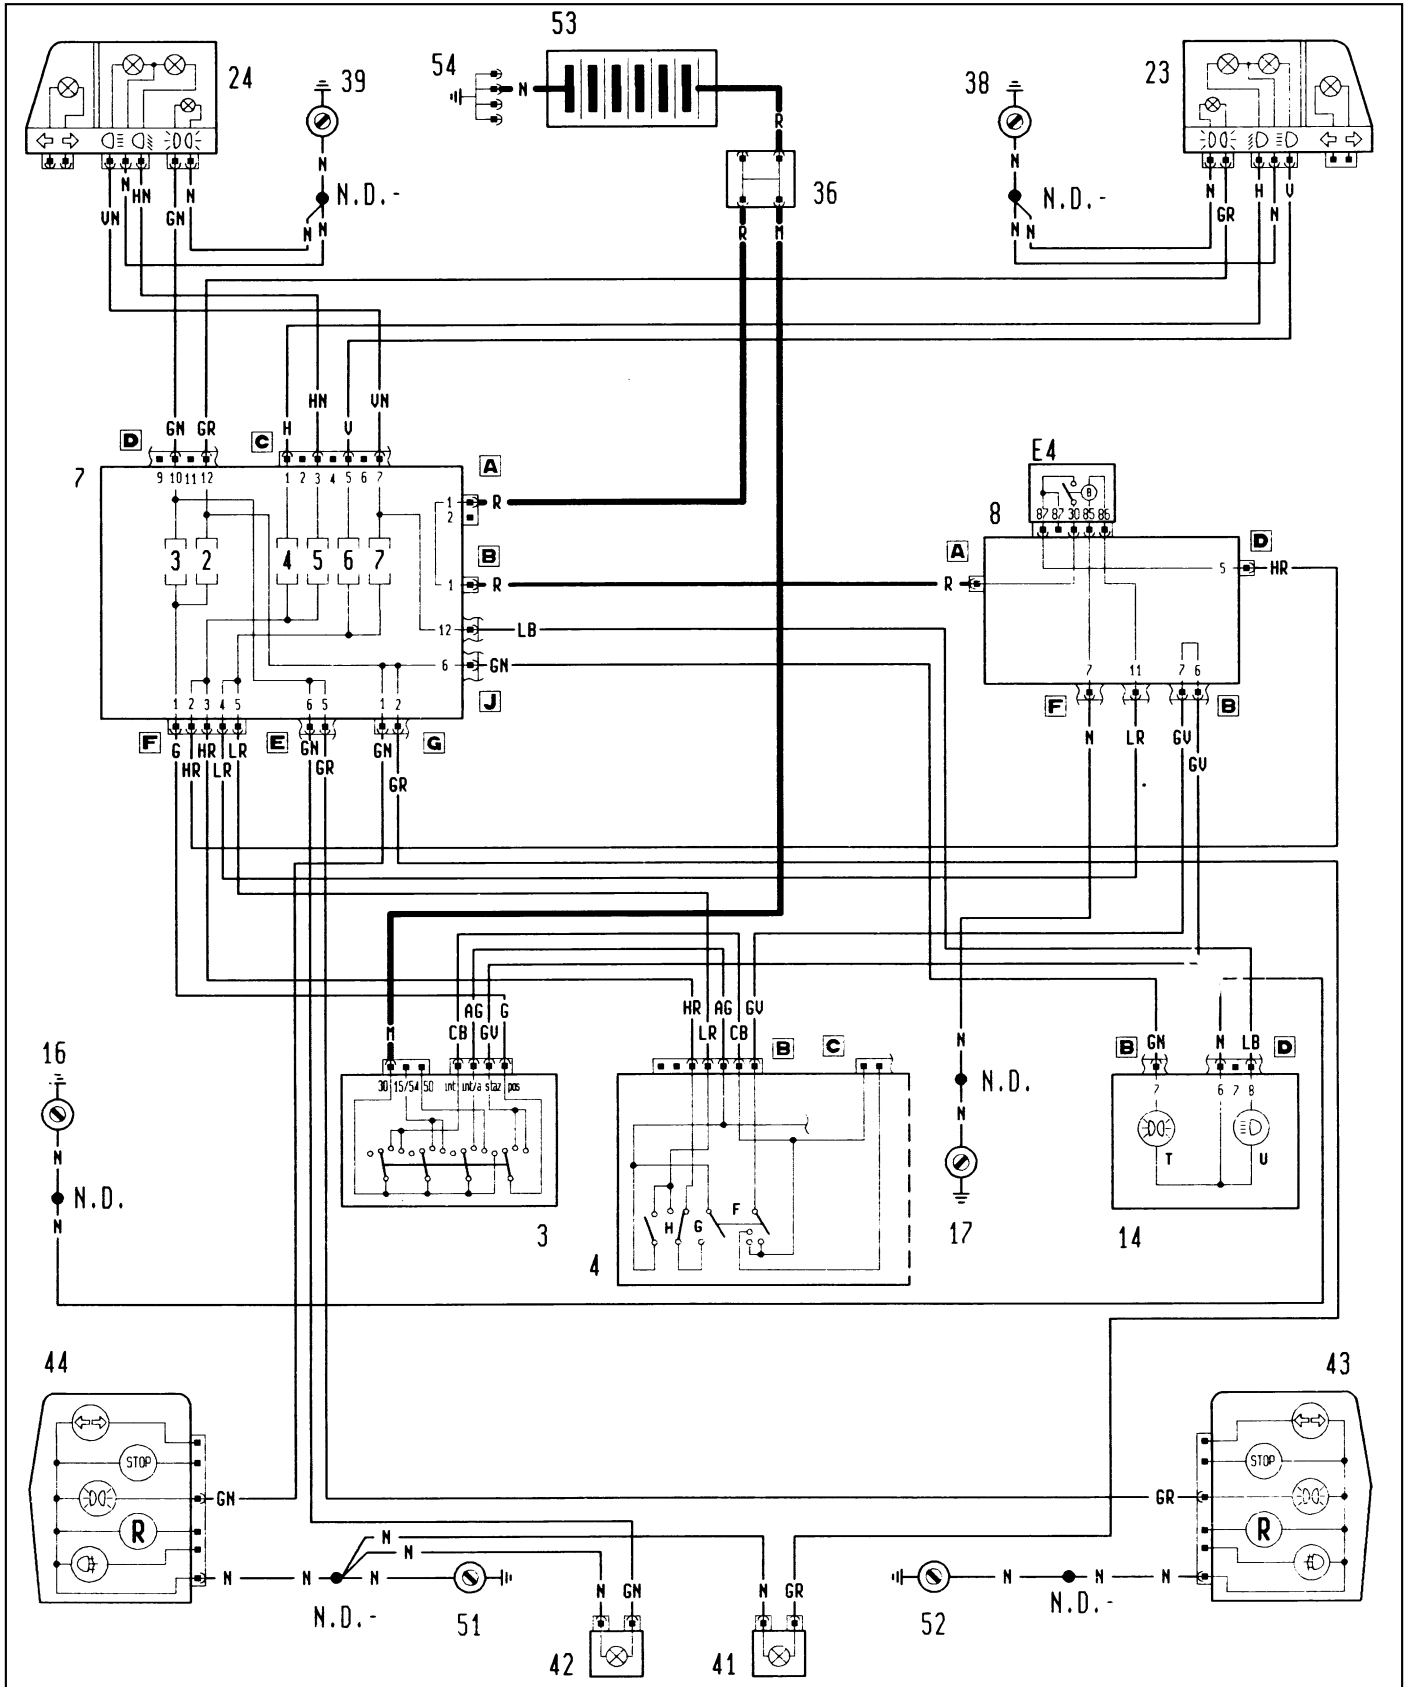 53
54
N
R
24
39
38
23
36
N
HN
N
N
VN
GN
N.D.-
N.D.-
N
H
V
GR
N
N
N
N
N
R
M
HN
VN
GN
GR
H
V
D
C
7
9 10 11 12
1 2 3 4 5 6 7
A
1
R
2
3
2
4
5
6
7
B
1
R
12
LB
6
GN
J
1 2 3 4 5
6 5
1 2
F
G
HR
LR
E
GN
GN
G
HR
LR
GR
GR
E4
B
87 87 30 85 86
8
A
R
D
5
HR
7
11
7 6
F
B
N
LR
GV
GV
M
AG
G
CB
GV
HR
AG
GV
LR
CB
B
C
30 15/54 50 int int/a staz pos
3
H
G
F
4
N
N.D.
N
17
GN
N
LB
B
D
7
6 7 8
T
U
14
16
N
N.D.
N
44
STOP
GN
R
N
N
N.D.-
N
N
N
51
N
GN
42
N
GR
41
43
STOP
GR
R
N
N
N
N.D.-
52